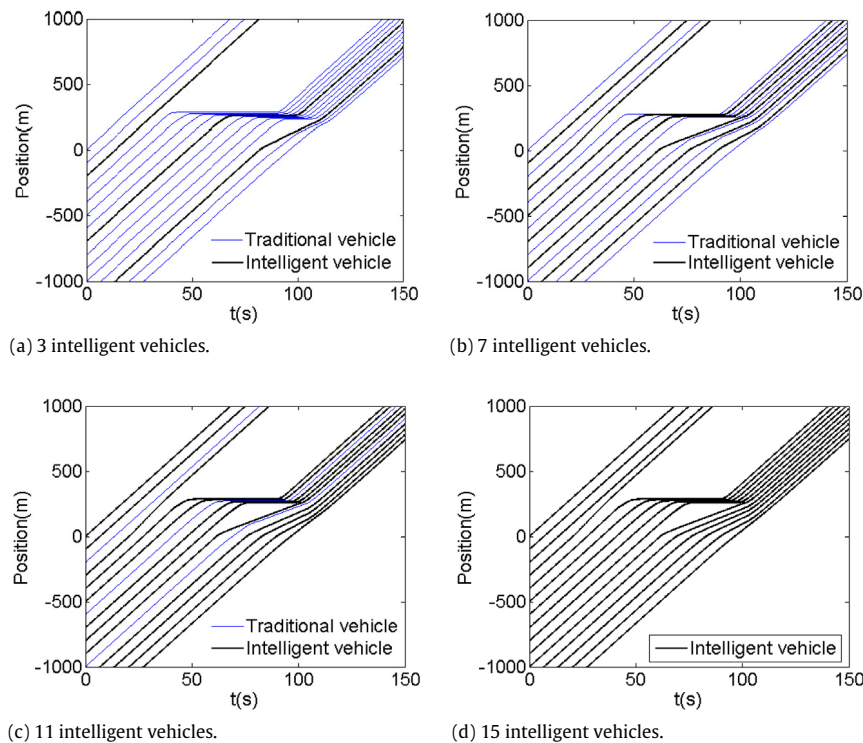 1000
500
0
-500
-1000
Position(m)
0 50 100 150
t(s)
Traditional vehicle
Intelligent vehicle
(a) 3 intelligent vehicles.
1000
500
0
-500
-1000
Position(m)
0 50 100 150
t(s)
Traditional vehicle
Intelligent vehicle
(b) 7 intelligent vehicles.
1000
500
0
-500
-1000
Position(m)
0 50 100 150
t(s)
Traditional vehicle
Intelligent vehicle
(c) 11 intelligent vehicles.
1000
500
0
-500
-1000
Position(m)
0 50 100 150
t(s)
Intelligent vehicle
(d) 15 intelligent vehicles.